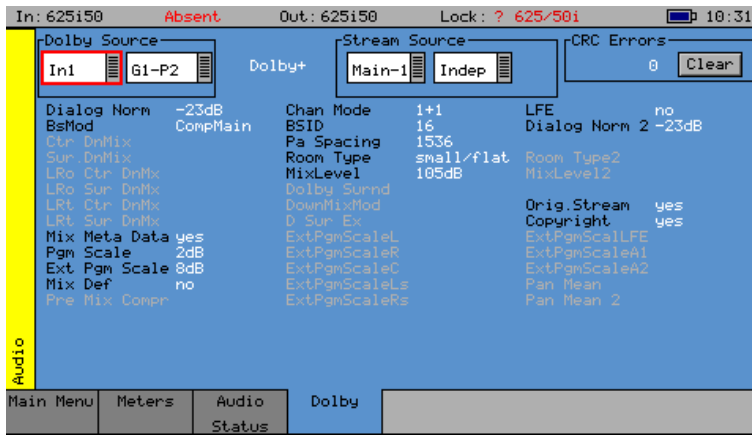 In: 625i50 Absent Out: 625i50 Lock: ? 625/50i 10:31
Dolby Source Stream Source CRC Errors
In1 G1-P2 Dolby+ Main-1 Indep 0 Clear
Dialog Norm -23dB Chan Mode 1+1 LFE no
BsMod CompMain BSID 16 Dialog Norm 2 -23dB
Ctr DnMix Pa Spacing 1536
Sur.DnMix Room Type small/flat Room Type2
LRo Ctr DnMx MixLevel 105dB MixLevel2
LRo Sur DnMx Dolby Surnd
LRt Ctr DnMx DownMixMod Orig.Stream yes
LRt Sur DnMx D Sur Ex Copyright yes
Mix Meta Data yes ExtPgmScaleL ExtPgmScalLFE
Pgm Scale 2dB ExtPgmScaleR ExtPgmScaleA1
Ext Pgm Scale 8dB ExtPgmScaleC ExtPgmScaleA2
Mix Def no ExtPgmScaleLs Pan Mean
Pre Mix Compr ExtPgmScaleRs Pan Mean 2
Audio
Main Menu Meters Audio Dolby
Status